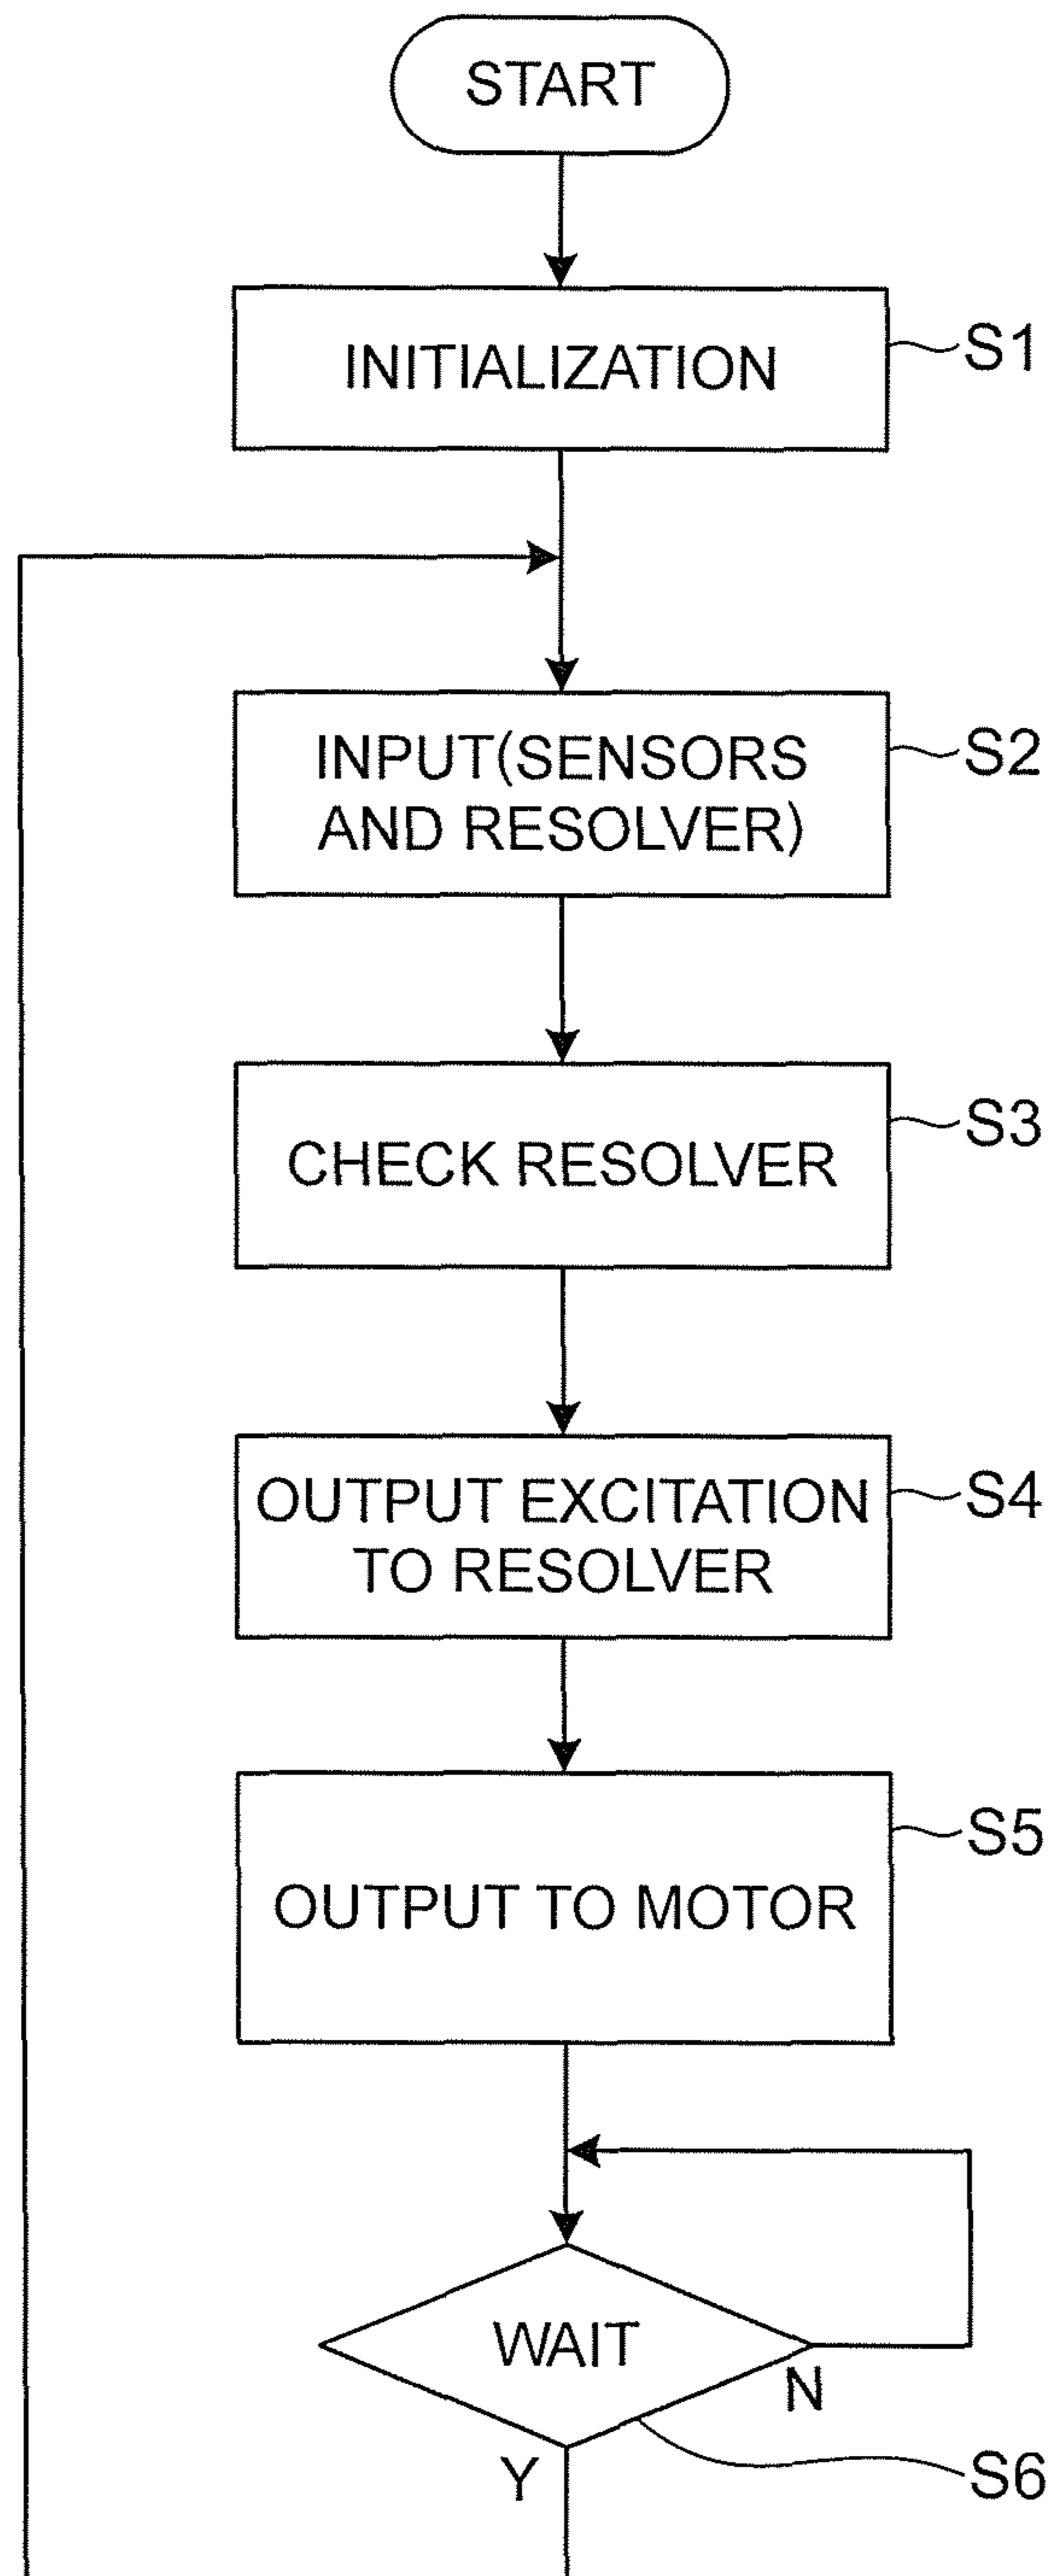 START
INITIALIZATION
S1
INPUT(SENSORS
AND RESOLVER)
S2
CHECK RESOLVER
S3
OUTPUT EXCITATION
TO RESOLVER
S4
OUTPUT TO MOTOR
S5
WAIT
N
Y
S6